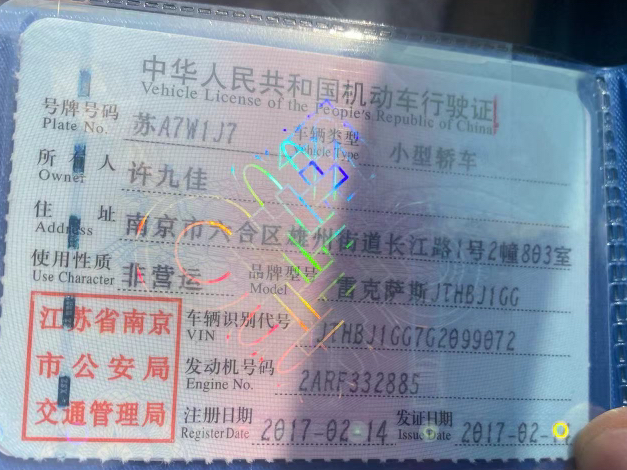 中华人民共和国机动车行驶证
Vehicle License of the People's Republic of China
号牌号码 苏A7W1J7 车辆类型 小型轿车
Plate No. Vehicle Type
所有人 许九佳
Owner
住址 南京市六合区雄州街道长江路1号2幢803室
Address
使用性质 非营运 品牌型号 雷克萨斯JTHBJ1GG
Use Character Model
江苏省南京
市公安局
交通管理局
车辆识别代号 JTHBJ1GG7G2099072
VIN
发动机号码 2ARF332885
Engine No.
注册日期 2017-02-14 发证日期 2017-02-
Register Date Issue Date